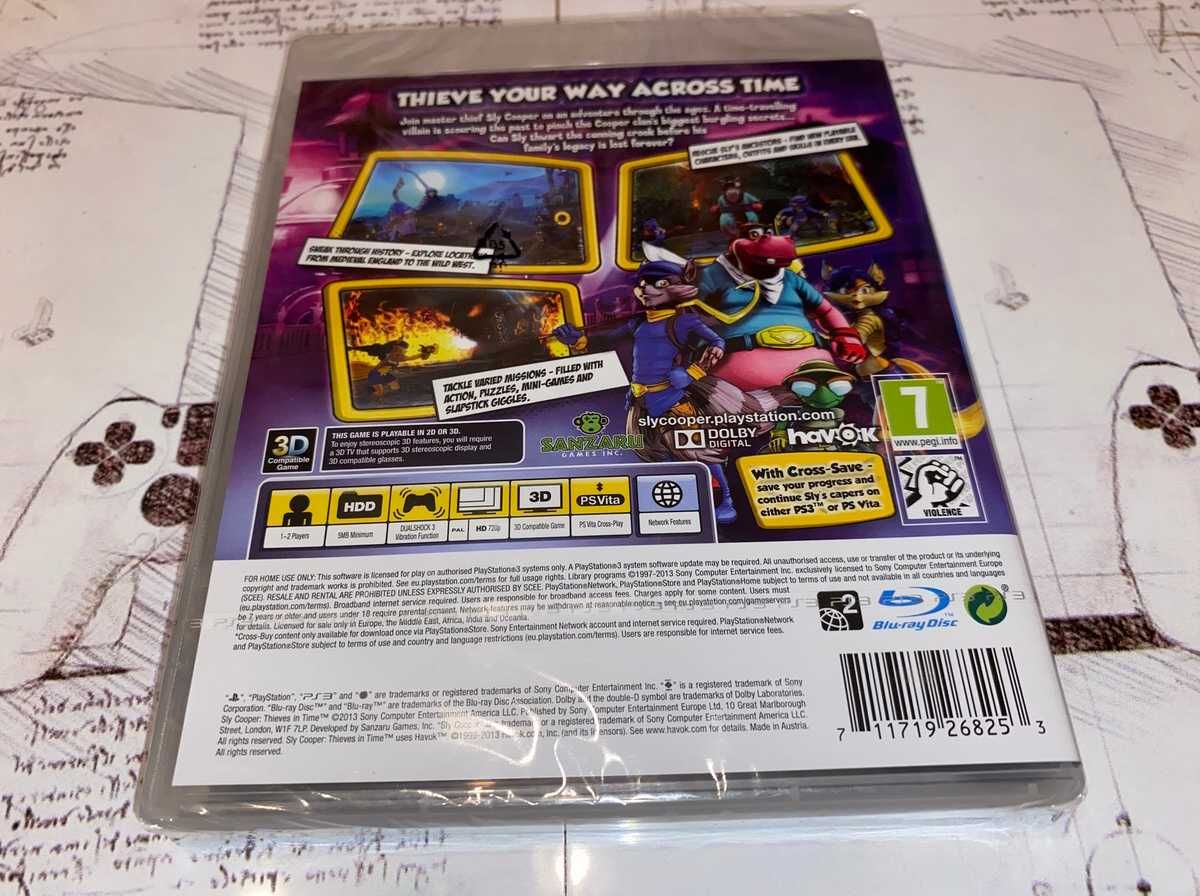 THIEVE YOUR WAY ACROSS TIME
Join master thief Sly Cooper on an adventure through the ages. A time-travelling
villain is scouring the past to pinch the Cooper clan's biggest burgling secrets...
Can Sly thwart the cunning crook before his
family's legacy is lost forever?
RESCUE SLY'S ANCESTORS - FIND NEW PLAYABLE
CHARACTERS, OUTFITS AND SKILLS IN EVERY ERA.
SNEAK THROUGH HISTORY - EXPLORE
FROM MEDIEVAL ENGLAND TO THE WILD WEST.
TACKLE VARIED MISSIONS - FILLED WITH
ACTION, PUZZLES, MINI-GAMES AND
SLAPSTICK GIGGLES.
3D
Compatible
Game
THIS GAME IS PLAYABLE IN 2D OR 3D.
To enjoy stereoscopic 3D features, you will require
a 3D TV that supports 3D stereoscopic display and
3D compatible glasses.
SANZARU
GAMES INC.
slycooper.playstation.com
DOLBY
DIGITAL
havok
7
www.pegi.info
With Cross-Save -
save your progress and
continue Sly's capers on
either PS3™ or PS Vita
VIOLENCE
1-2 Players
HDD
5MB Minimum
DUALSHOCK 3
Vibration Function
PAL
HD 720p
3D
3D Compatible Game
PSVita
PS Vita Cross-Play
Network Features
FOR HOME USE ONLY: This software is licensed for play on authorised PlayStation®3 systems only. A PlayStation®3 system software update may be required. All unauthorised access, use or transfer of the product or its underlying
copyright and trademark works is prohibited. See eu.playstation.com/terms for full usage rights. Library programs ©1997-2013 Sony Computer Entertainment Inc. exclusively licensed to Sony Computer Entertainment Europe
(SCEE). RESALE AND RENTAL ARE PROHIBITED UNLESS EXPRESSLY AUTHORISED BY SCEE. PlayStation®Network, PlayStation®Store and PlayStation®Home subject to terms of use and not available in all countries and languages
(eu.playstation.com/terms). Broadband internet service required. Users are responsible for broadband access fees. Charges apply for some content. Users must
be 7 years or older and users under 18 require parental consent. Network features may be withdrawn at reasonable notice - see eu.playstation.com/gameservers
for details. Licensed for sale only in Europe, the Middle East, Africa, India and Oceania.
*Cross-Buy content only available for download once via PlayStation®Store. Sony Entertainment Network account and internet service required. PlayStation®Network
and PlayStation®Store subject to terms of use and country and language restrictions (eu.playstation.com/terms). Users are responsible for internet service fees.
2
Blu-ray Disc™
"PlayStation", "PS3" and are trademarks or registered trademarks of Sony Computer Entertainment Inc. is a registered trademark of Sony
Corporation. "Blu-ray Disc™" and "Blu-ray™" are trademarks of the Blu-ray Disc Association. Dolby and the double-D symbol are trademarks of Dolby Laboratories.
Sly Cooper: Thieves in Time™ ©2013 Sony Computer Entertainment America LLC. Published by Sony Computer Entertainment Europe Ltd, 10 Great Marlborough
Street, London, W1F 7LP. Developed by Sanzaru Games, Inc. "Sly Cooper" is a trademark or a registered trademark of Sony Computer Entertainment America LLC.
All rights reserved. Sly Cooper: Thieves in Time™ uses Havok™ ©1999-2013 havok.com, Inc. (and its licensors). See www.havok.com for details. Made in Austria.
All rights reserved.
7 11719 26825 3